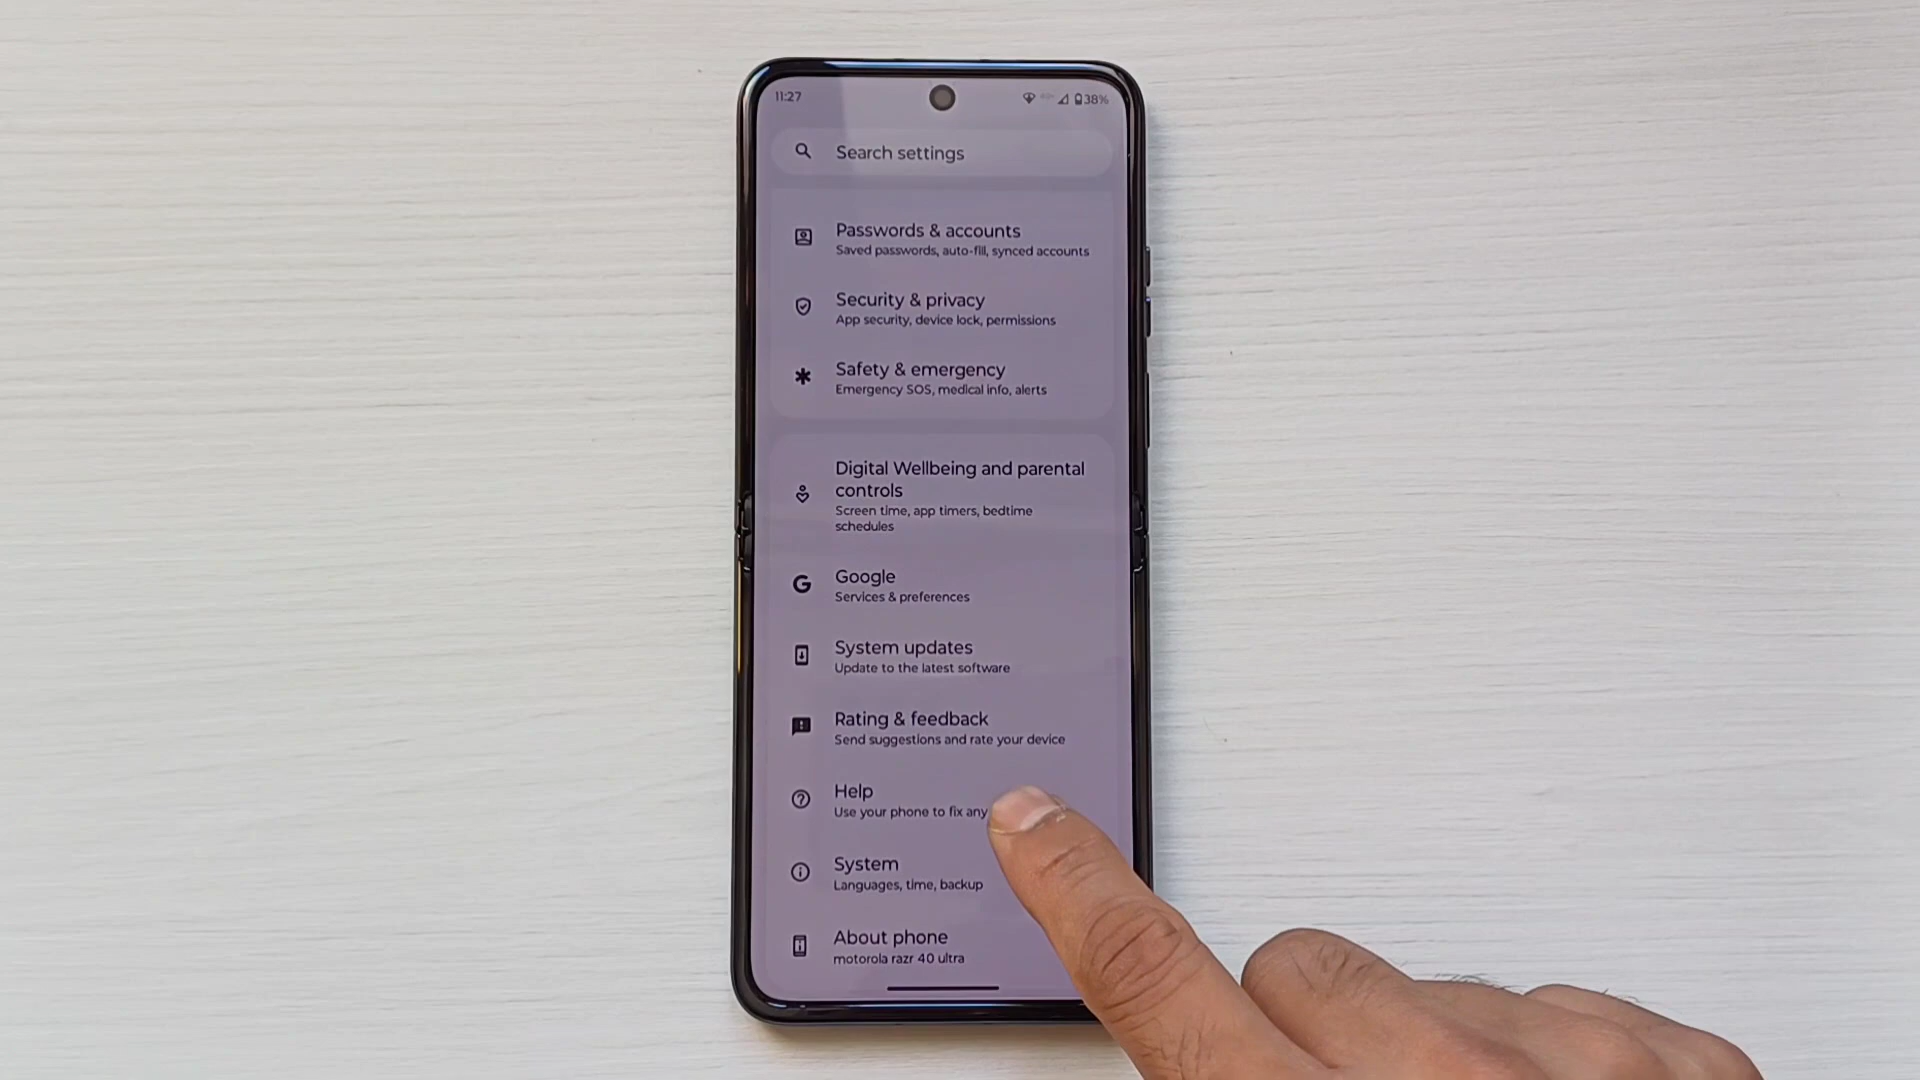 11:27
38%
Search settings
Passwords & accounts
Saved passwords, auto-fill, synced accounts
Security & privacy
App security, device lock, permissions
Safety & emergency
Emergency SOS, medical info, alerts
Digital Wellbeing and parental
controls
Screen time, app timers, bedtime
schedules
Google
Services & preferences
System updates
Update to the latest software
Rating & feedback
Send suggestions and rate your device
Help
Use your phone to fix any
System
Languages, time, backup
About phone
motorola razr 40 ultra